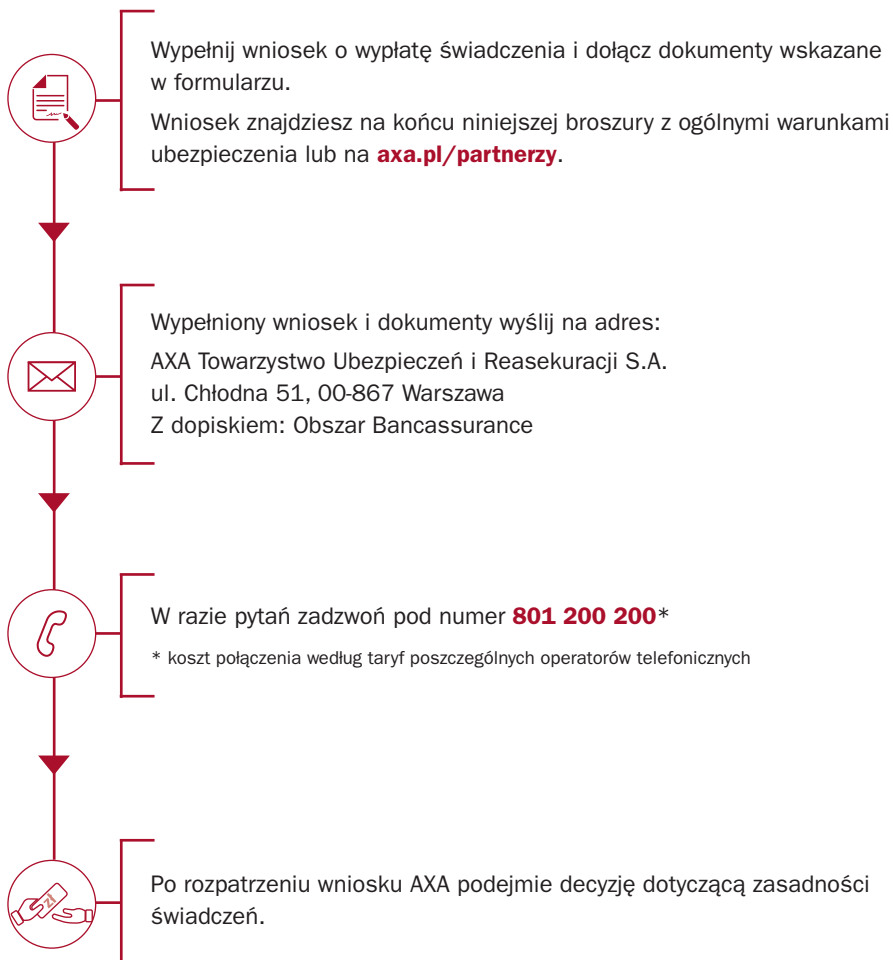 Wypełnij wniosek o wypłatę świadczenia i dołącz dokumenty wskazane
w formularzu.
Wniosek znajdziesz na końcu niniejszej broszury z ogólnymi warunkami
ubezpieczenia lub na axa.pl/partnerzy.
Wypełniony wniosek i dokumenty wyślij na adres:
AXA Towarzystwo Ubezpieczeń i Reasekuracji S.A.
ul. Chłodna 51, 00-867 Warszawa
Z dopiskiem: Obszar Bancassurance
W razie pytań zadzwoń pod numer 801 200 200*
* koszt połączenia według taryf poszczególnych operatorów telefonicznych
zł
Po rozpatrzeniu wniosku AXA podejmie decyzję dotyczącą zasadności
świadczeń.